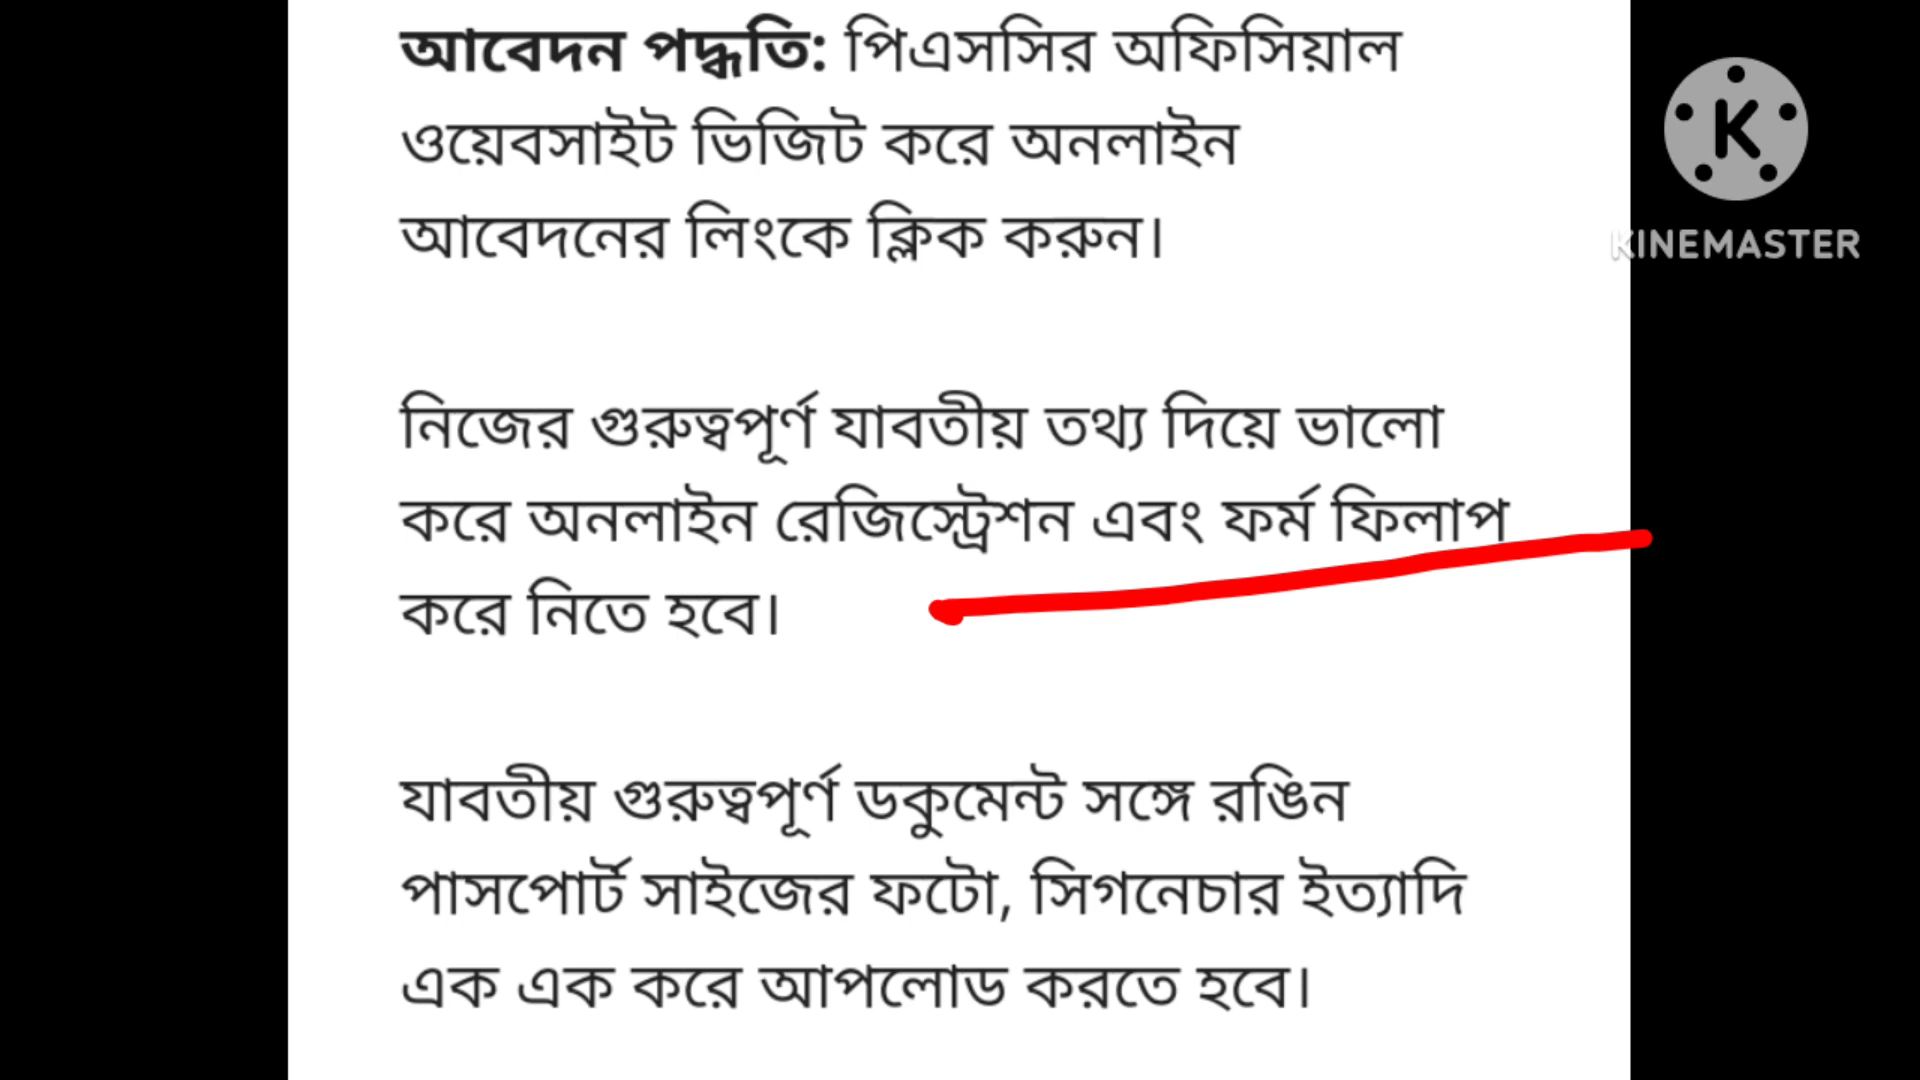 আবেদন পদ্ধতি: পিএসসির অফিসিয়াল
ওয়েবসাইট ভিজিট করে অনলাইন
আবেদনের লিংকে ক্লিক করুন।
নিজের গুরুত্বপূর্ণ যাবতীয় তথ্য দিয়ে ভালো
করে অনলাইন রেজিস্ট্রেশন এবং ফর্ম ফিলাপ
করে নিতে হবে।
যাবতীয় গুরুত্বপূর্ণ ডকুমেন্ট সঙ্গে রঙিন
পাসপোর্ট সাইজের ফটো, সিগনেচার ইত্যাদি
এক এক করে আপলোড করতে হবে।
K
KINEMASTER